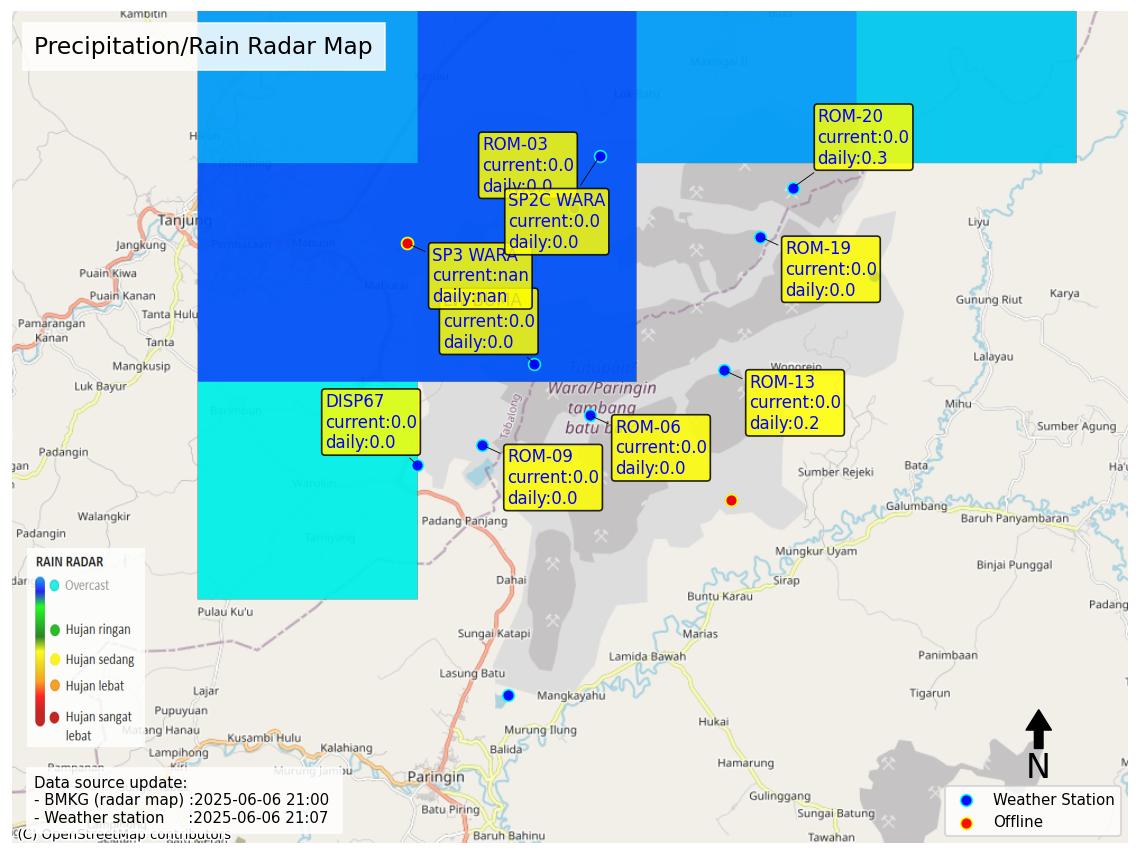 Kambitin
Precipitation/Rain Radar Map
ROM-20
current:0.0
daily:0.3
ROM-03
current:0.0
daily:0.0
SP2C WARA
current:0.0
daily:0.0
Tanjung
Jangkung
SP3 WARA
current:nan
daily:nan
ROM-19
current:0.0
daily:0.0
Liyu
Puain Kiwa
Puain Kanan
Tanta Hulu
Gunung Riut
Karya
current:0.0
daily:0.0
Pamarangan
Kanan
Tanta
Mangkusip
Luk Bayur
Lalayau
Wonorejo
Wara/Paringin
tambang
batu b
Tabalong
ROM-13
current:0.0
daily:0.2
DISP67
current:0.0
daily:0.0
Mihu
Sumber Agung
ROM-06
current:0.0
daily:0.0
Padangin
ROM-09
current:0.0
daily:0.0
Sumber Rejeki
Bata
Galumbang
Walangkir
Padangin
Padang Panjang
Baruh Panyambaran
Mungkur Uyam
Binjai Punggal
Dahai
Sirap
Buntu Karau
Padang
Pulau Ku'u
RAIN RADAR
Overcast
Hujan ringan
Hujan sedang
Hujan lebat
Hujan sangat
lebat
Sungai Katapi
Marias
Lamida Bawah
Panimbaan
Lasung Batu
Lajar
Pupuyuan
Matang Hanau
Mangkayahu
Tigarun
Hukai
Murung Ilung
Kusambi Hulu
Lampihong
Kalahiang
Balida
Murung Jambu
Paringin
Hamarung
N
Data source update:
- BMKG (radar map) :2025-06-06 21:00
- Weather station :2025-06-06 21:07
(C) OpenStreetMap contributors
Batu Piring
Baruh Bahinu
Gulinggang
Sungai Batung
Tawahan
Weather Station
Offline